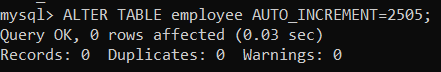 mysql> ALTER TABLE employee AUTO_INCREMENT=2505;
Query OK, 0 rows affected (0.03 sec)
Records: 0  Duplicates: 0  Warnings: 0